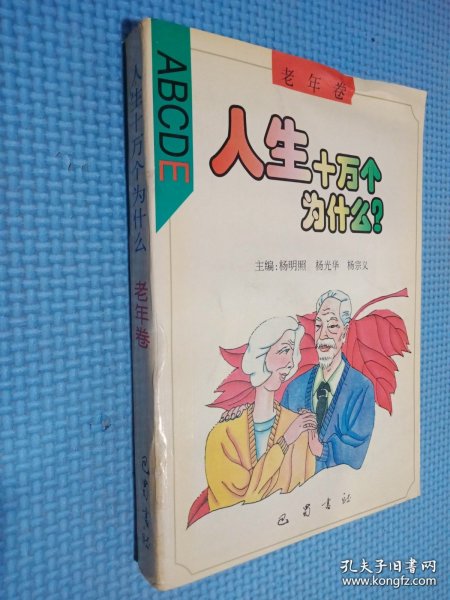 人生十万个为什么
老年卷
巴蜀书社
ABCDE
老年卷
人生十万个
为什么?
主编:杨明照 杨光华 杨宗义
巴蜀书社
孔夫子旧书网
www.kongfz.com